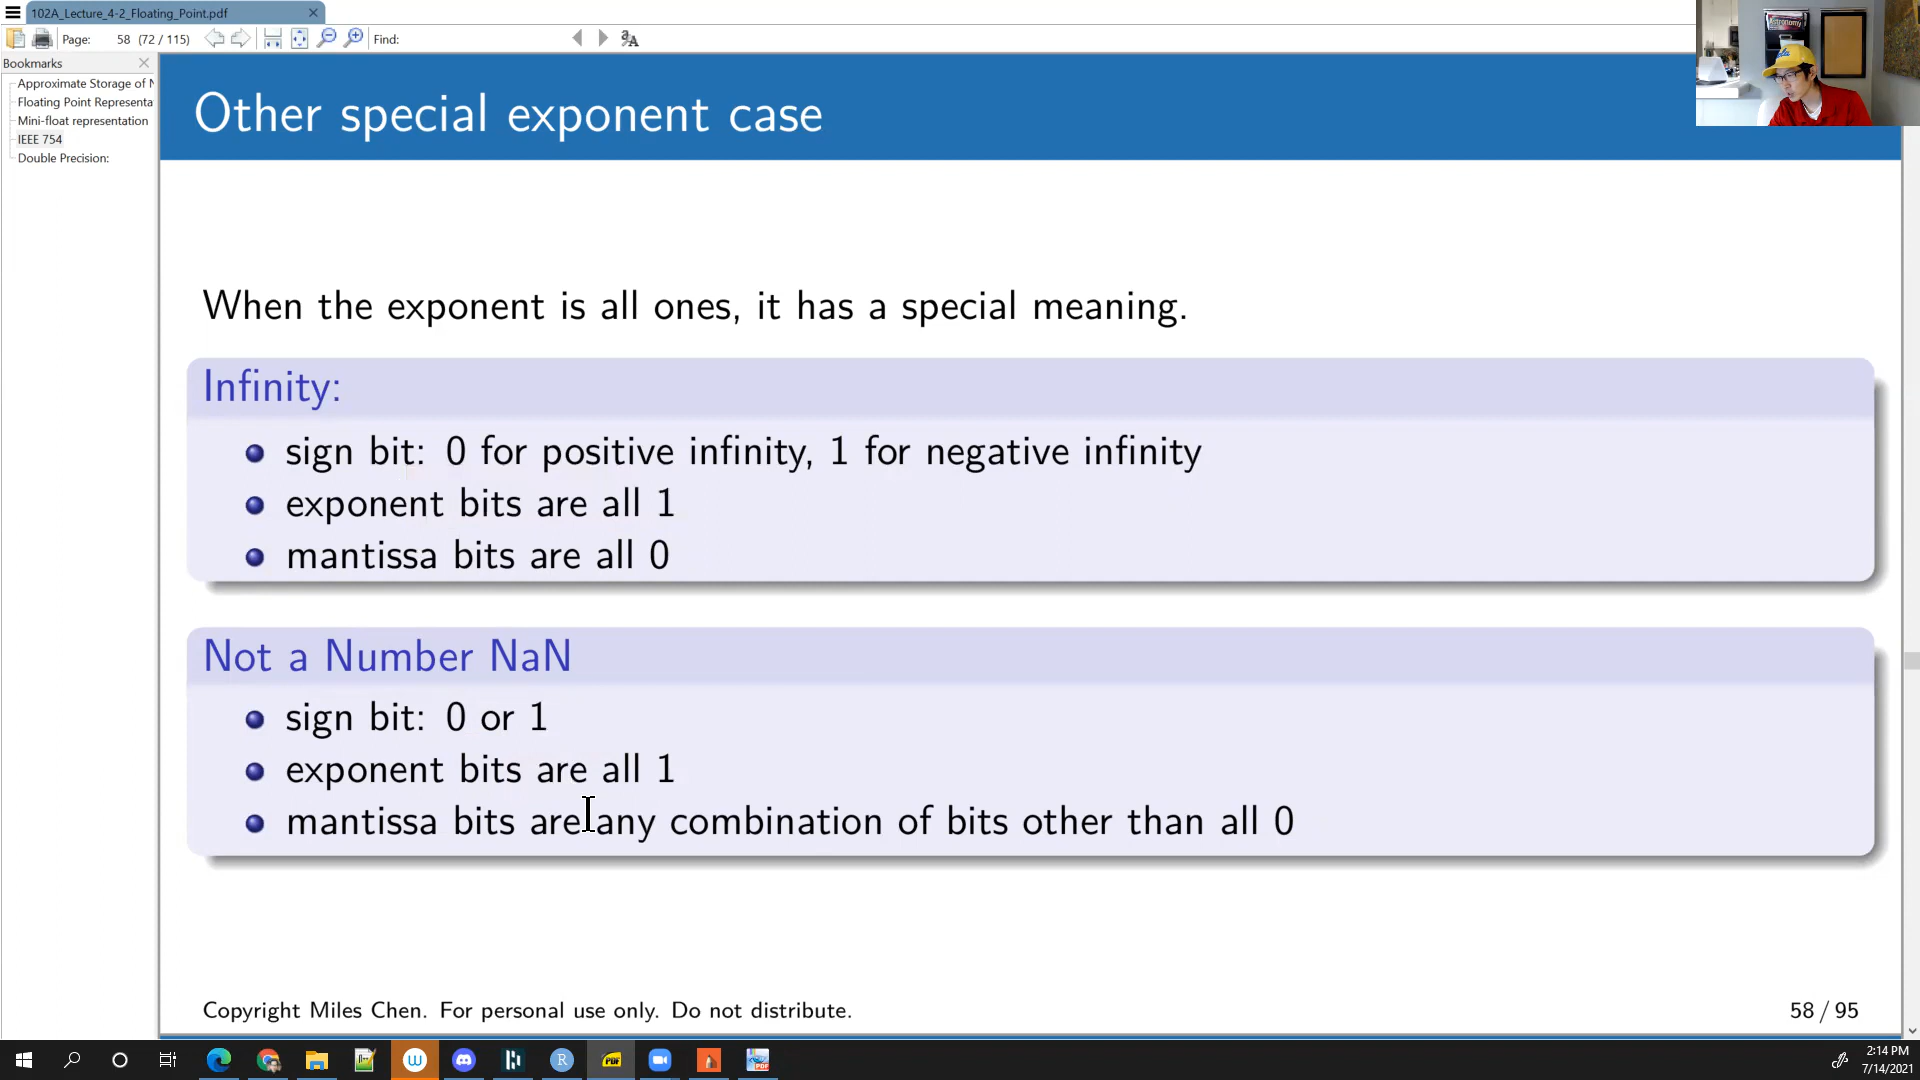 102A_Lecture_4-2_Floating_Point.pdf
Page: 58 (72 / 115) Find:
Bookmarks
Approximate Storage of N
Floating Point Representa
Mini-float representation
IEEE 754
Double Precision:
Other special exponent case
When the exponent is all ones, it has a special meaning.
Infinity:
sign bit: 0 for positive infinity, 1 for negative infinity
exponent bits are all 1
mantissa bits are all 0
Not a Number NaN
sign bit: 0 or 1
exponent bits are all 1
mantissa bits are any combination of bits other than all 0
Copyright Miles Chen. For personal use only. Do not distribute.
58 / 95
2:14 PM
7/14/2021